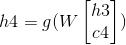 h4 = g(W[h3
c4])